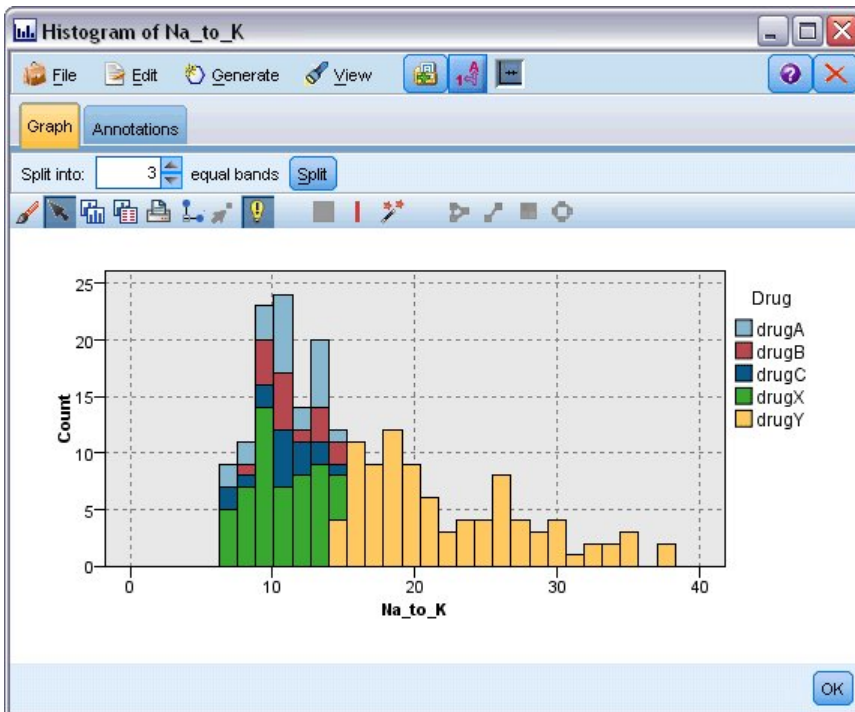 Histogram of Na_to_K
File Edit Generate View
Graph Annotations
Split into: 3 equal bands Split
25
20
15
10
5
0
Count
0 10 20 30 40
Na_to_K
Drug
drugA
drugB
drugC
drugX
drugY
OK